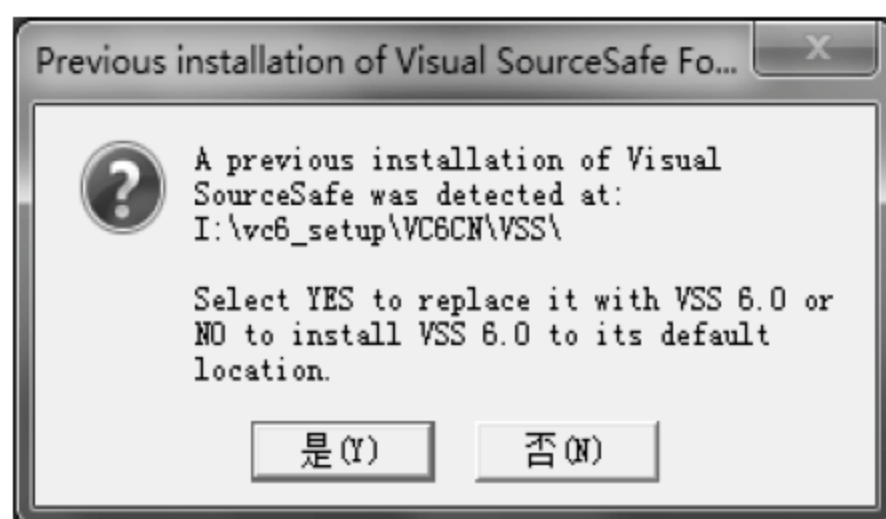 Previous installation of Visual SourceSafe Fo...
A previous installation of Visual
SourceSafe was detected at:
I:\vc6_setup\VC6CN\VSS\
Select YES to replace it with VSS 6.0 or
NO to install VSS 6.0 to its default
location.
是(Y)
否(N)